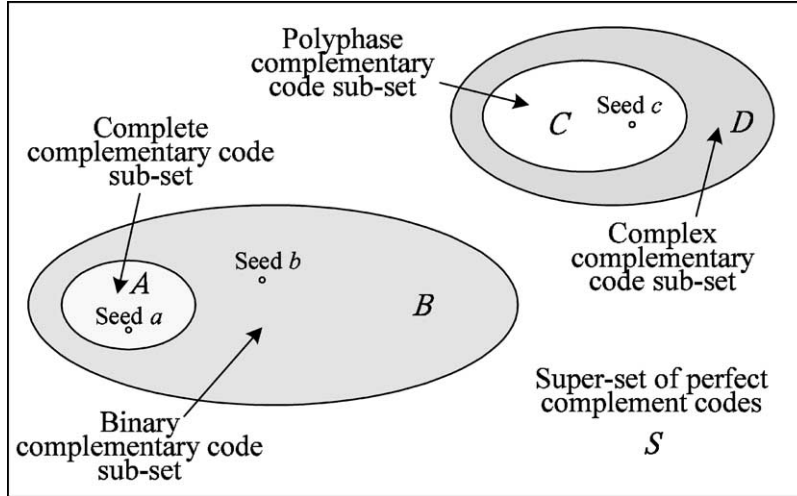 Polyphase
complementary
code sub-set
Seed c
C
D
Complete
complementary code
sub-set
Complex
complementary
code sub-set
Seed b
A
Seed a
B
Binary
complementary code
sub-set
Super-set of perfect
complement codes
S